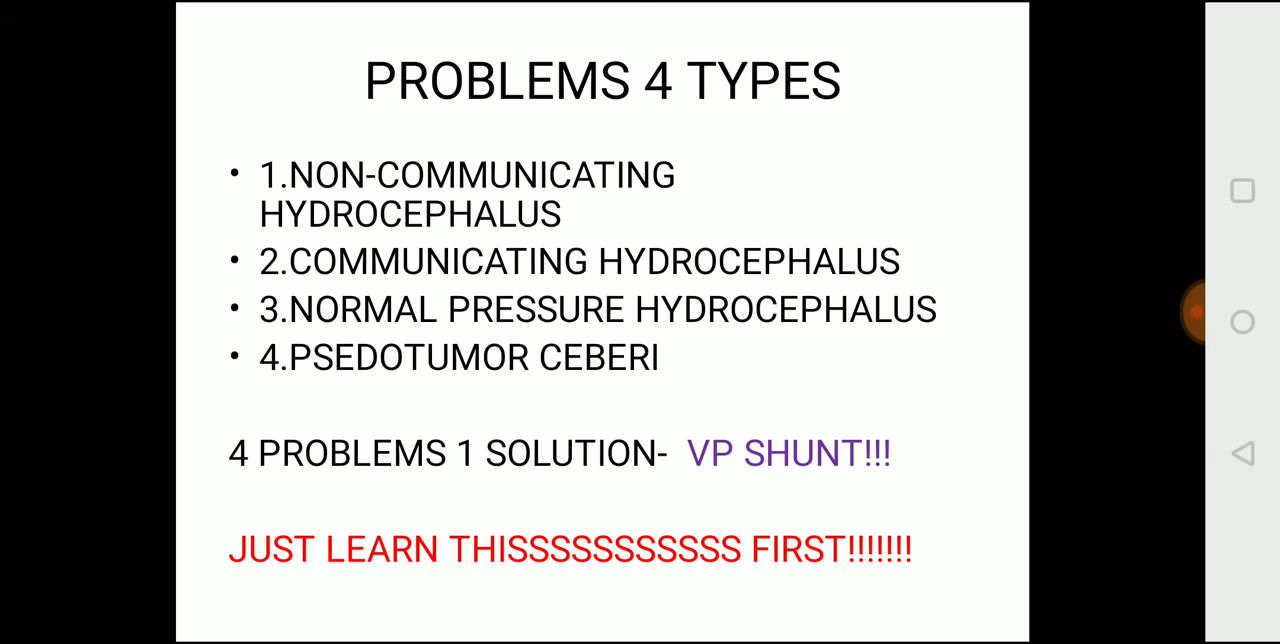 PROBLEMS 4 TYPES
• 1.NON-COMMUNICATING
HYDROCEPHALUS
• 2.COMMUNICATING HYDROCEPHALUS
• 3.NORMAL PRESSURE HYDROCEPHALUS
• 4.PSEDOTUMOR CEBERI
4 PROBLEMS 1 SOLUTION- VP SHUNT!!!
JUST LEARN THISSSSSSSSSSS FIRST!!!!!!!